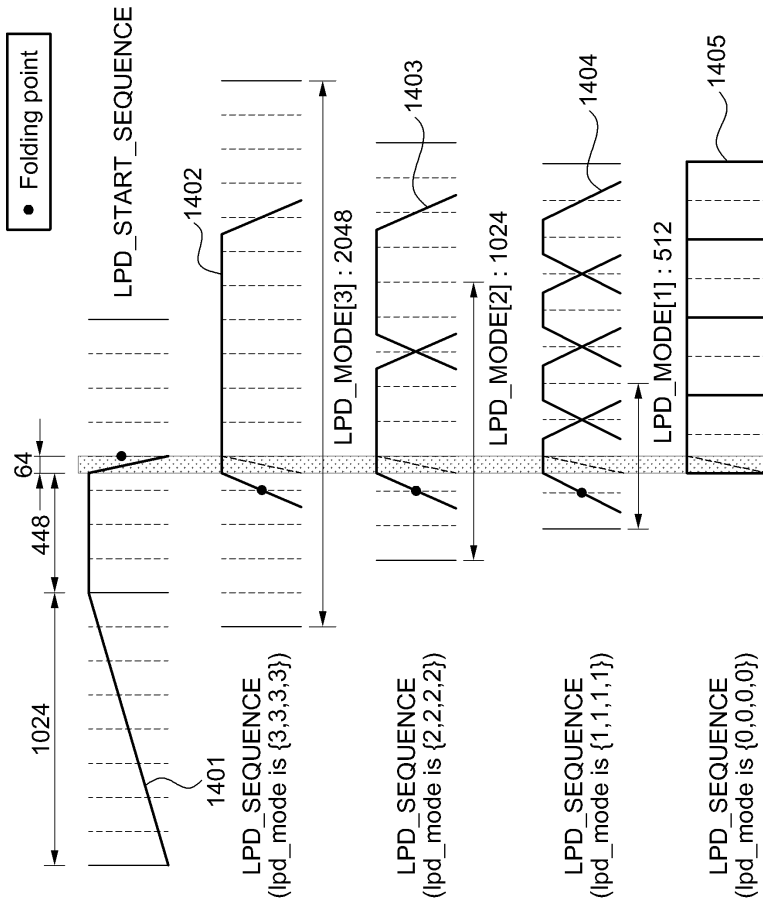 ● Folding point
LPD_START_SEQUENCE
1024
448
64
1401
LPD_SEQUENCE
(lpd_mode is {3,3,3,3})
1402
LPD_MODE[3] : 2048
LPD_SEQUENCE
(lpd_mode is {2,2,2,2})
1403
LPD_MODE[2] : 1024
LPD_SEQUENCE
(lpd_mode is {1,1,1,1})
1404
LPD_MODE[1] : 512
LPD_SEQUENCE
(lpd_mode is {0,0,0,0})
1405